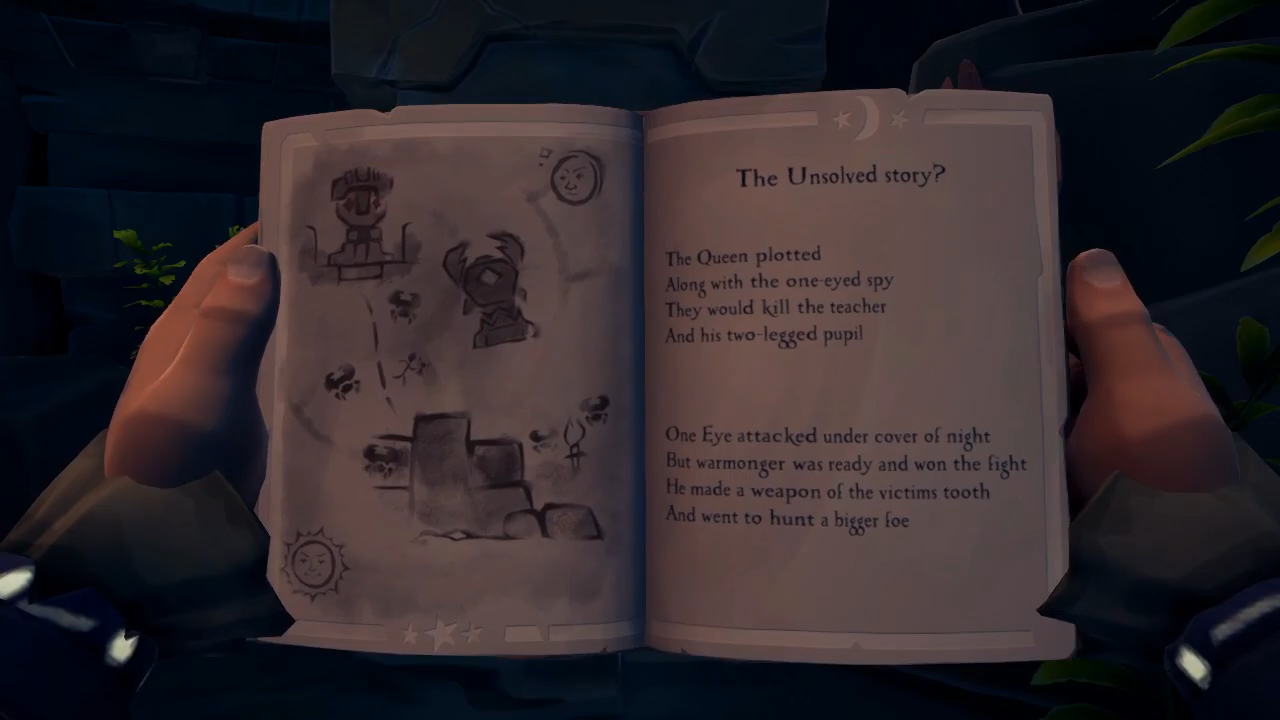 The Unsolved story?
The Queen plotted
Along with the one-eyed spy
They would kill the teacher
And his two-legged pupil
One Eye attacked under cover of night
But warmonger was ready and won the fight
He made a weapon of the victims tooth
And went to hunt a bigger foe